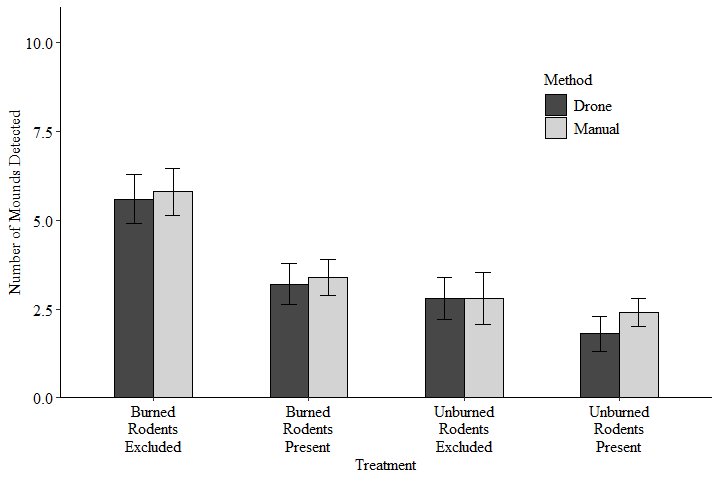 Number of Mounds Detected
10.0
7.5
5.0
2.5
0.0
Method
Drone
Manual
Burned
Rodents
Excluded
Burned
Rodents
Present
Unburned
Rodents
Excluded
Unburned
Rodents
Present
Treatment